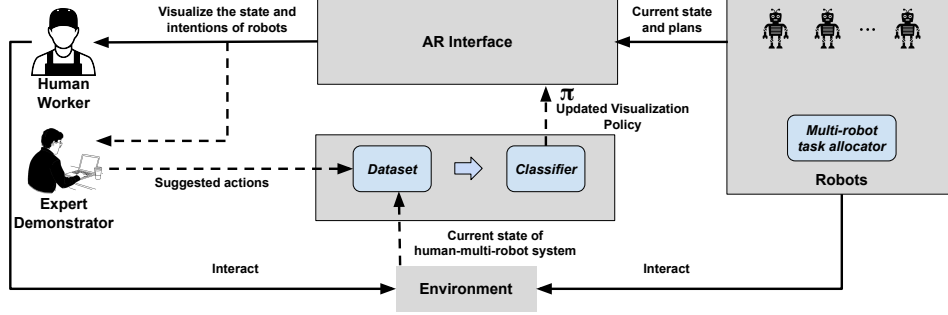 Visualize the state and
intentions of robots
AR Interface
Current state
and plans
...
Human
Worker
π
Updated Visualization
Policy
Multi-robot
task allocator
Robots
Dataset
Classifier
Suggested actions
Expert
Demonstrator
Current state of
human-multi-robot system
Interact
Environment
Interact